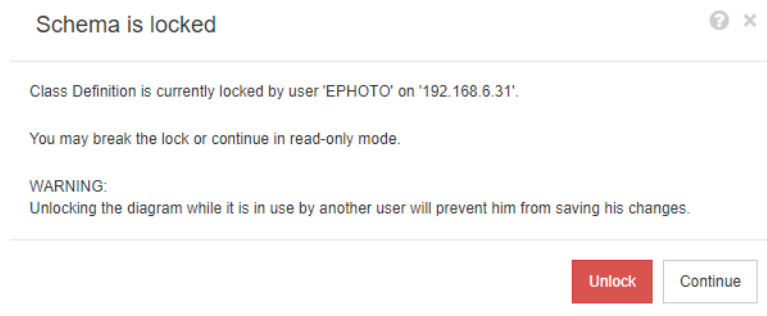 Schema is locked
Class Definition is currently locked by user 'EPHOTO' on '192.168.6.31'.
You may break the lock or continue in read-only mode.
WARNING:
Unlocking the diagram while it is in use by another user will prevent him from saving his changes.
Unlock
Continue